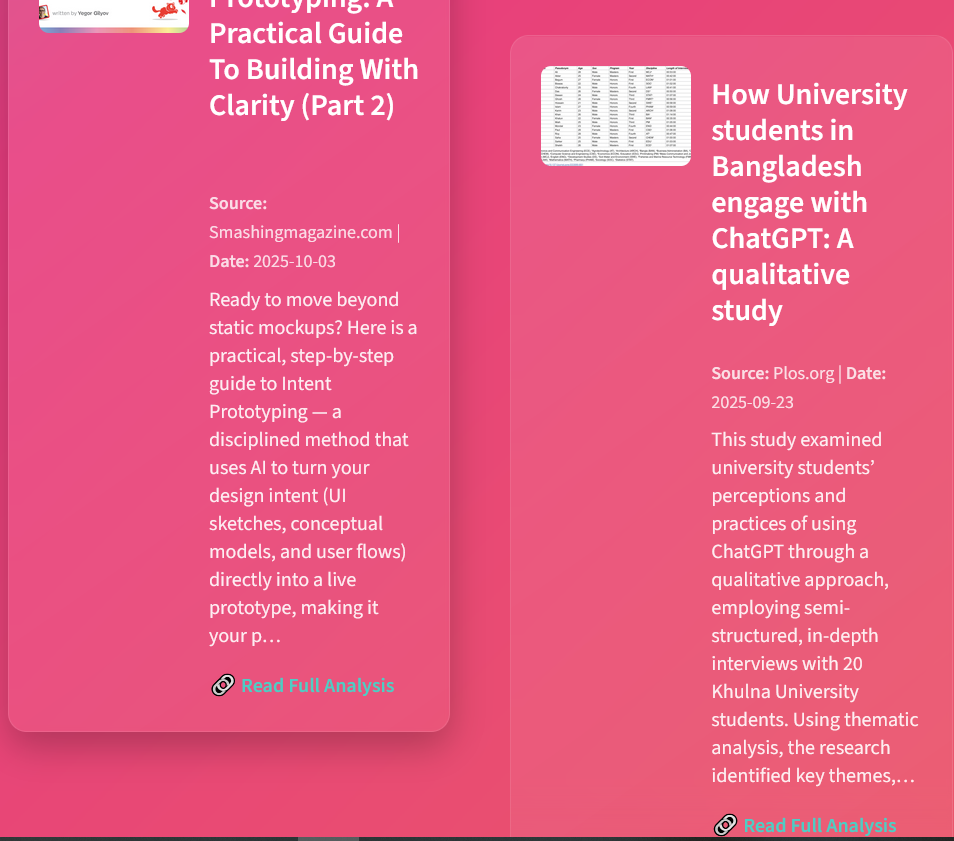 written by Yegor Gilyov
Prototyping: A
Practical Guide
To Building With
Clarity (Part 2)
Source:
Smashingmagazine.com |
Date: 2025-10-03
Ready to move beyond
static mockups? Here is a
practical, step-by-step
guide to Intent
Prototyping — a
disciplined method that
uses AI to turn your
design intent (UI
sketches, conceptual
models, and user flows)
directly into a live
prototype, making it
your p…
Read Full Analysis
How University
students in
Bangladesh
engage with
ChatGPT: A
qualitative
study
Source: Plos.org | Date:
2025-09-23
This study examined
university students’
perceptions and
practices of using
ChatGPT through a
qualitative approach,
employing semi-
structured, in-depth
interviews with 20
Khulna University
students. Using thematic
analysis, the research
identified key themes,…
Read Full Analysis